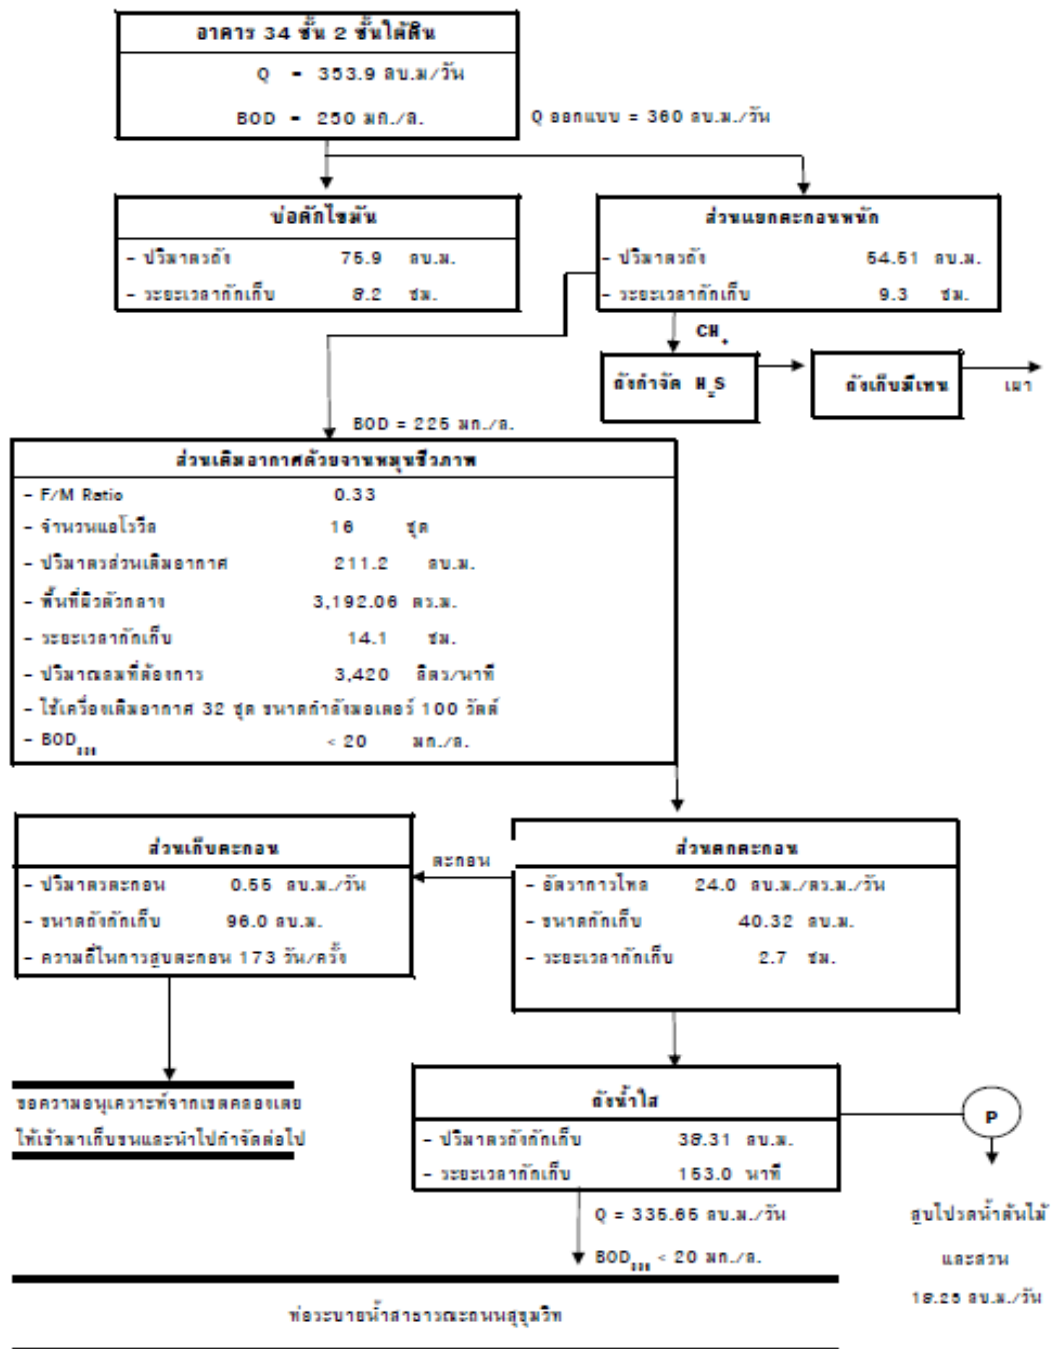 อาคาร 34 ชั้น 2 ชั้นใต้ดิน
Q = 353.9 ลบ.ม/วัน
BOD = 250 มก./ล.
Q ออกแบบ = 360 ลบ.ม./วัน
บ่อดักไขมัน
- ปริมาตรถัง 75.9 ลบ.ม.
- ระยะเวลากักเก็บ 8.2 ชม.
ส่วนแยกตะกอนหนัก
- ปริมาตรถัง 54.51 ลบ.ม.
- ระยะเวลากักเก็บ 9.3 ชม.
CH₄
ถังกำจัด H₂S
ถังเก็บมีเทน
เผา
BOD = 225 มก./ล.
ส่วนเติมอากาศด้วยจานหมุนชีวภาพ
- F/M Ratio 0.33
- จำนวนแอโรวีล 16 ชุด
- ปริมาตรส่วนเติมอากาศ 211.2 ลบ.ม.
- พื้นที่ผิวตัวกลาง 3,192.06 ตร.ม.
- ระยะเวลากักเก็บ 14.1 ชม.
- ปริมาณลมที่ต้องการ 3,420 ลิตร/นาที
- ใช้เครื่องเติมอากาศ 32 ชุด ขนาดกำลังมอเตอร์ 100 วัตต์
- BOD < 20 มก./ล.
ส่วนเก็บตะกอน
- ปริมาตรตะกอน 0.55 ลบ.ม./วัน
- ขนาดถังกักเก็บ 96.0 ลบ.ม.
- ความถี่ในการสูบตะกอน 173 วัน/ครั้ง
ตะกอน
ส่วนตกตะกอน
- อัตราการไหล 24.0 ลบ.ม./ตร.ม./วัน
- ขนาดกักเก็บ 40.32 ลบ.ม.
- ระยะเวลากักเก็บ 2.7 ชม.
ขอความอนุเคราะห์จากเขตคลองเตย
ให้เข้ามาเก็บขนและนำไปกำจัดต่อไป
ถังน้ำใส
- ปริมาตรถังกักเก็บ 38.31 ลบ.ม.
- ระยะเวลากักเก็บ 153.0 นาที
P
สูบไปรดน้ำต้นไม้
และสวน
18.25 ลบ.ม./วัน
Q = 335.65 ลบ.ม./วัน
BOD < 20 มก./ล.
ท่อระบายน้ำสาธารณะถนนสุขุมวิท